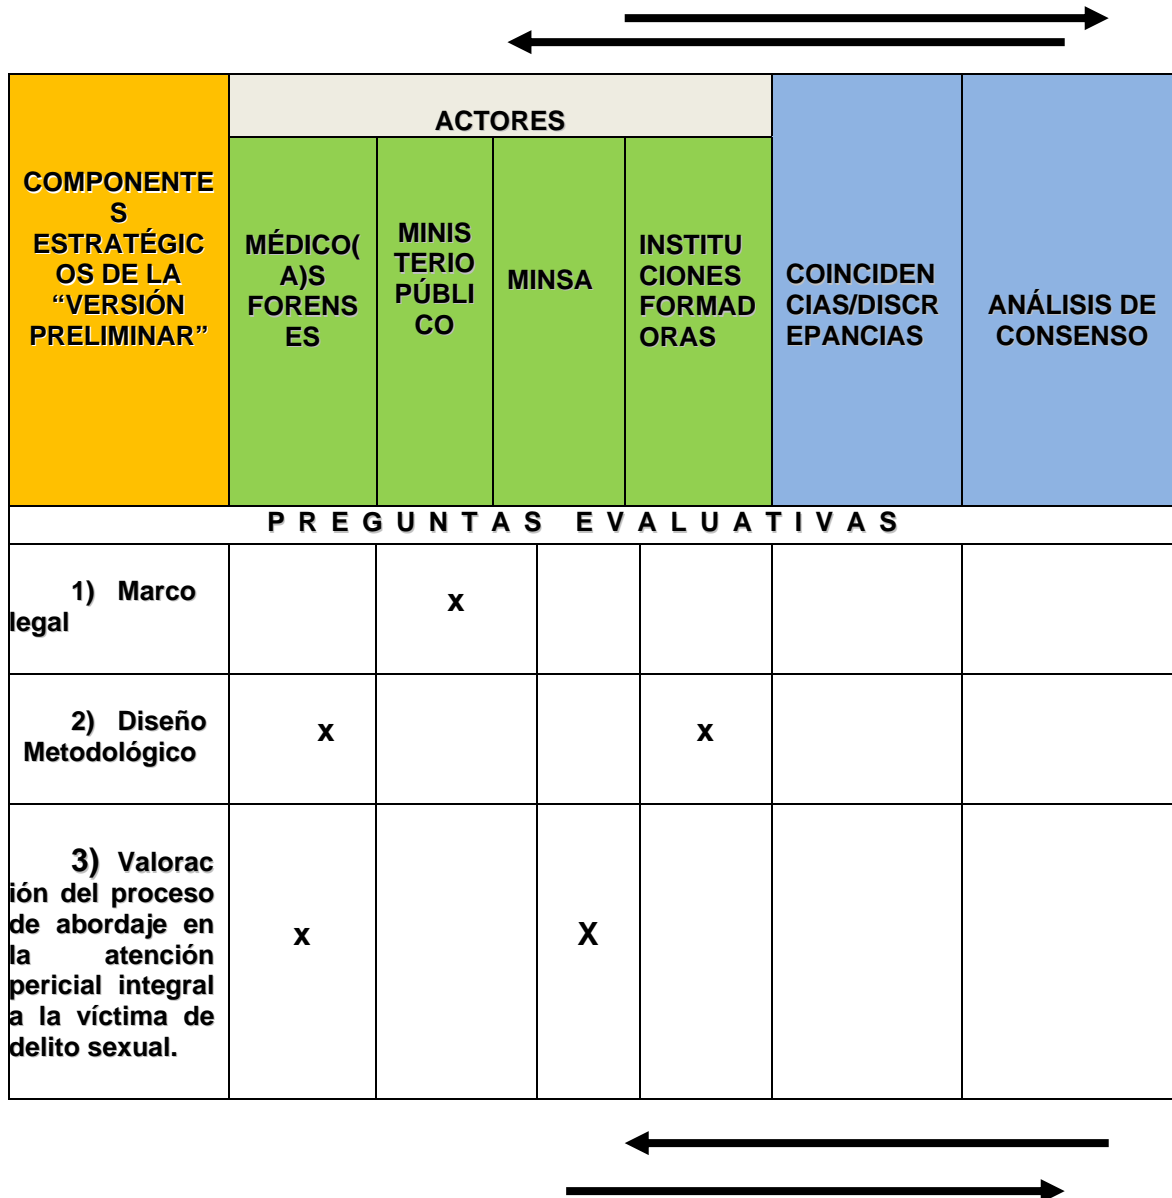 ACTORES
COMPONENTE
S
ESTRATÉGIC
OS DE LA
“VERSIÓN
PRELIMINAR”
MÉDICO(
A)S
FORENS
ES
MINIS
TERIO
PÚBLI
CO
MINSA
INSTITU
CIONES
FORMAD
ORAS
COINCIDEN
CIAS/DISCR
EPANCIAS
ANÁLISIS DE
CONSENSO
P R E G U N T A S E V A L U A T I V A S
1) Marco
legal
x
2) Diseño
Metodológico
x
x
3) Valorac
ión del proceso
de abordaje en
la atención
pericial integral
a la víctima de
delito sexual.
x
X